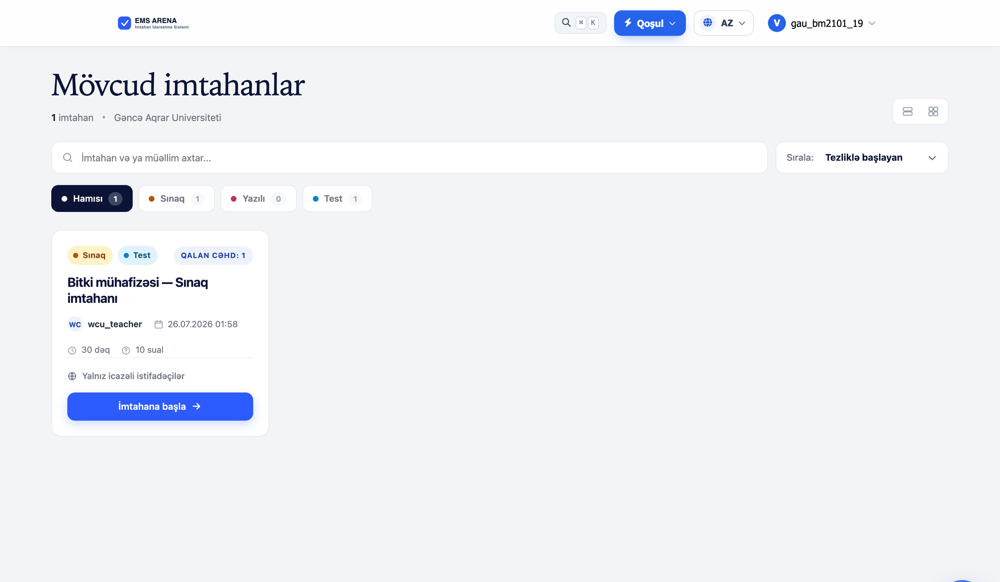 EMS ARENA
İmtahan İdarəetmə Sistemi
⌘ K
Qoşul
AZ
V gau_bm2101_19
Mövcud imtahanlar
1 imtahan • Gəncə Aqrar Universiteti
İmtahan və ya müəllim axtar...
Sırala: Tezliklə başlayan
Hamısı 1
Sınaq 1
Yazılı 0
Test 1
Sınaq
Test
QALAN CƏHD: 1
Bitki mühafizəsi — Sınaq
imtahanı
WC wcu_teacher
26.07.2026 01:58
30 dəq
10 sual
Yalnız icazəli istifadəçilər
İmtahana başla →